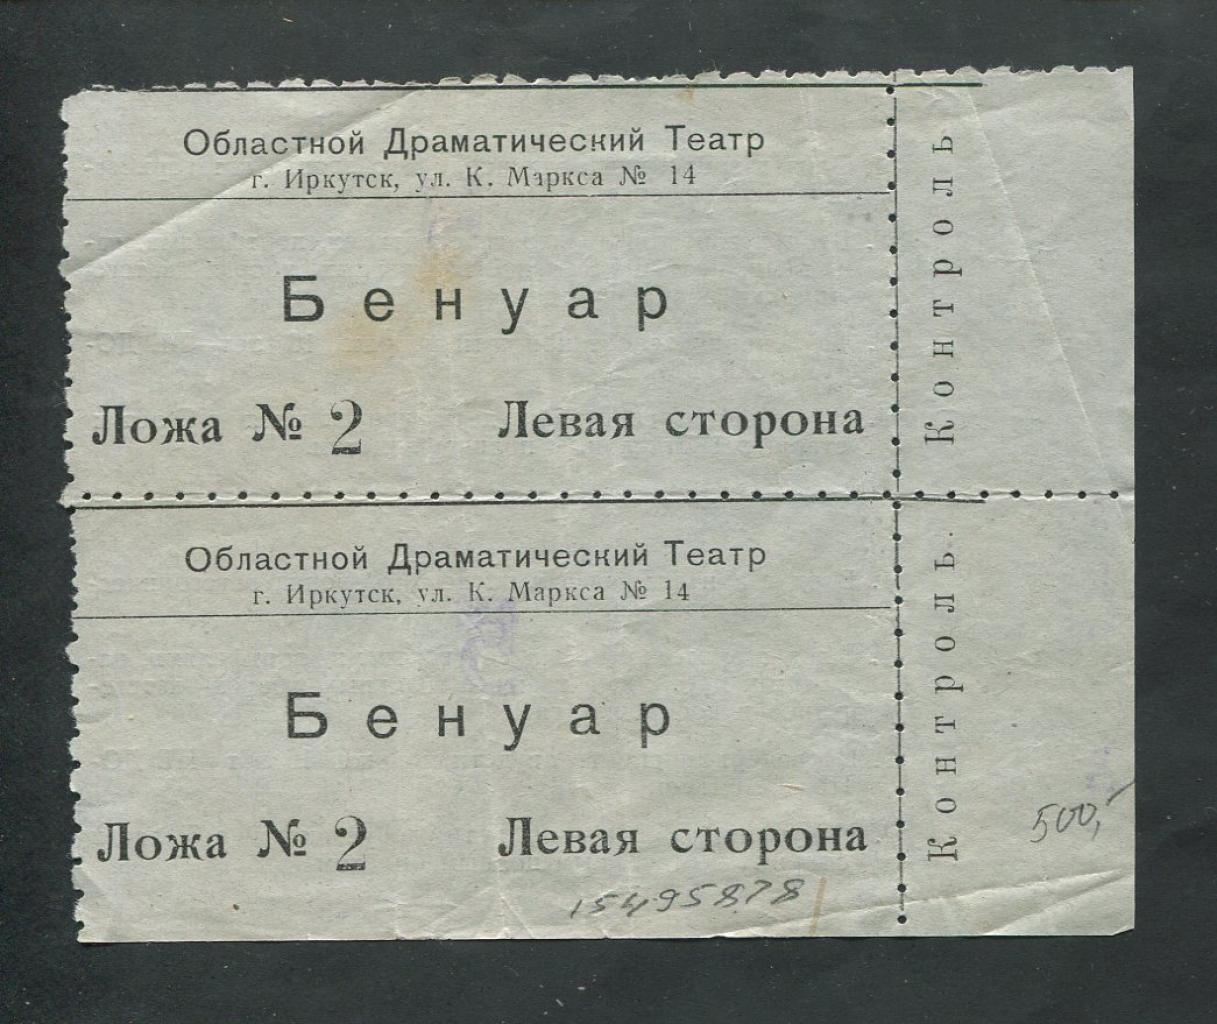 Областной Драматический Театр
г. Иркутск, ул. К. Маркса № 14
Бенуар
Ложа № 2 Левая сторона
Контроль
Областной Драматический Театр
г. Иркутск, ул. К. Маркса № 14
Бенуар
Ложа № 2 Левая сторона
Контроль
500,-
15495878